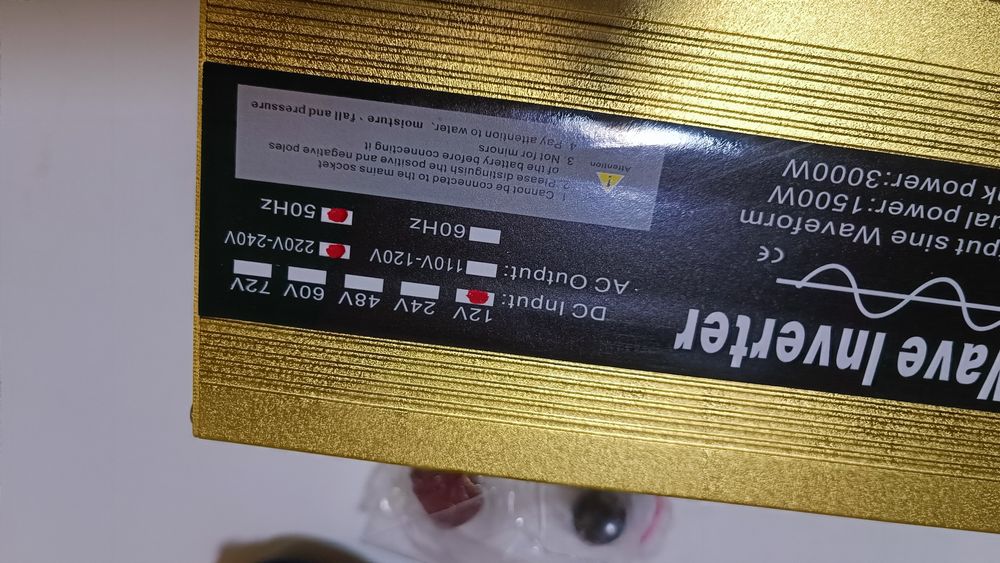 Wave Inverter
put sine Waveform
ual power:1500W
k power:3000W
CE
DC Input: 12V 24V 48V 60V 72V
AC Output: 110V-120V 220V-240V
60Hz 50Hz
Attention
1. Cannot be connected to the mains socket
2. Please distinguish the positive and negative poles
of the battery before connecting it
3. Not for minors
4. Pay attention to water、moisture、fall and pressure